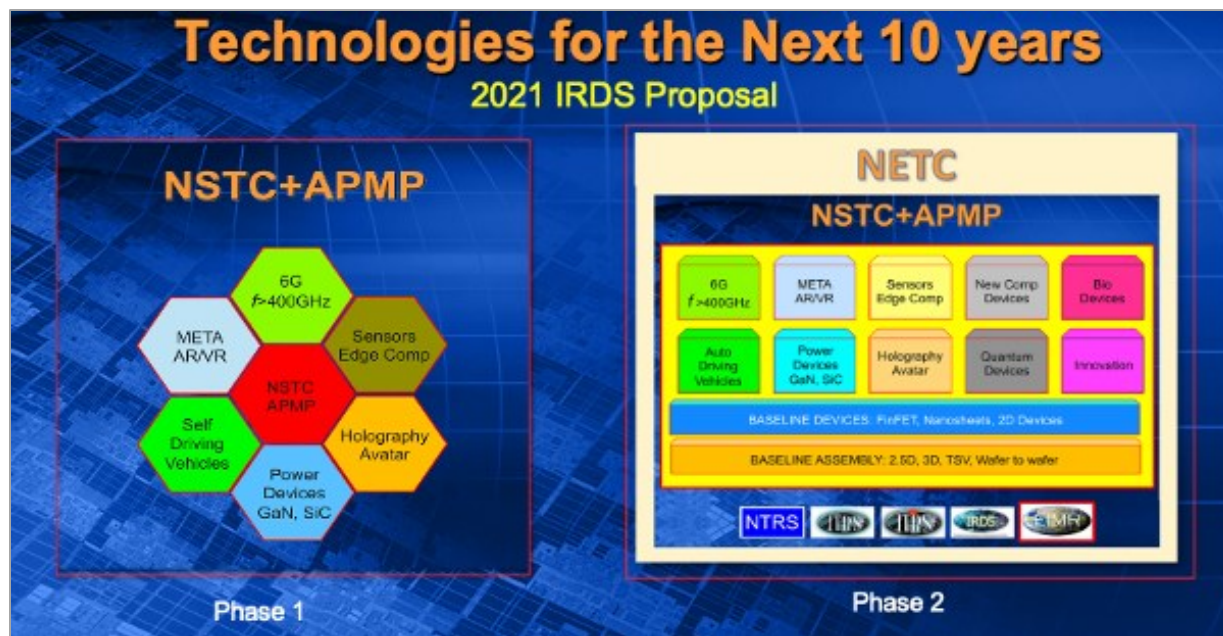 Technologies for the Next 10 years
2021 IRDS Proposal
NSTC+APMP
6G
f>400GHz
META
AR/VR
Sensors
Edge Comp
NSTC
APMP
Self
Driving
Vehicles
Holography
Avatar
Power
Devices
GaN, SiC
Phase 1
NETC
NSTC+APMP
6G
f>400GHz
META
AR/VR
Sensors
Edge Comp
New Comp
Devices
Bio
Devices
Auto
Driving
Vehicles
Power
Devices
GaN, SiC
Holography
Avatar
Quantum
Devices
Innovation
BASELINE DEVICES: FinFET, Nanosheets, 2D Devices
BASELINE ASSEMBLY: 2.5D, 3D, TSV, Wafer to wafer
NTRS
IRDS
Phase 2